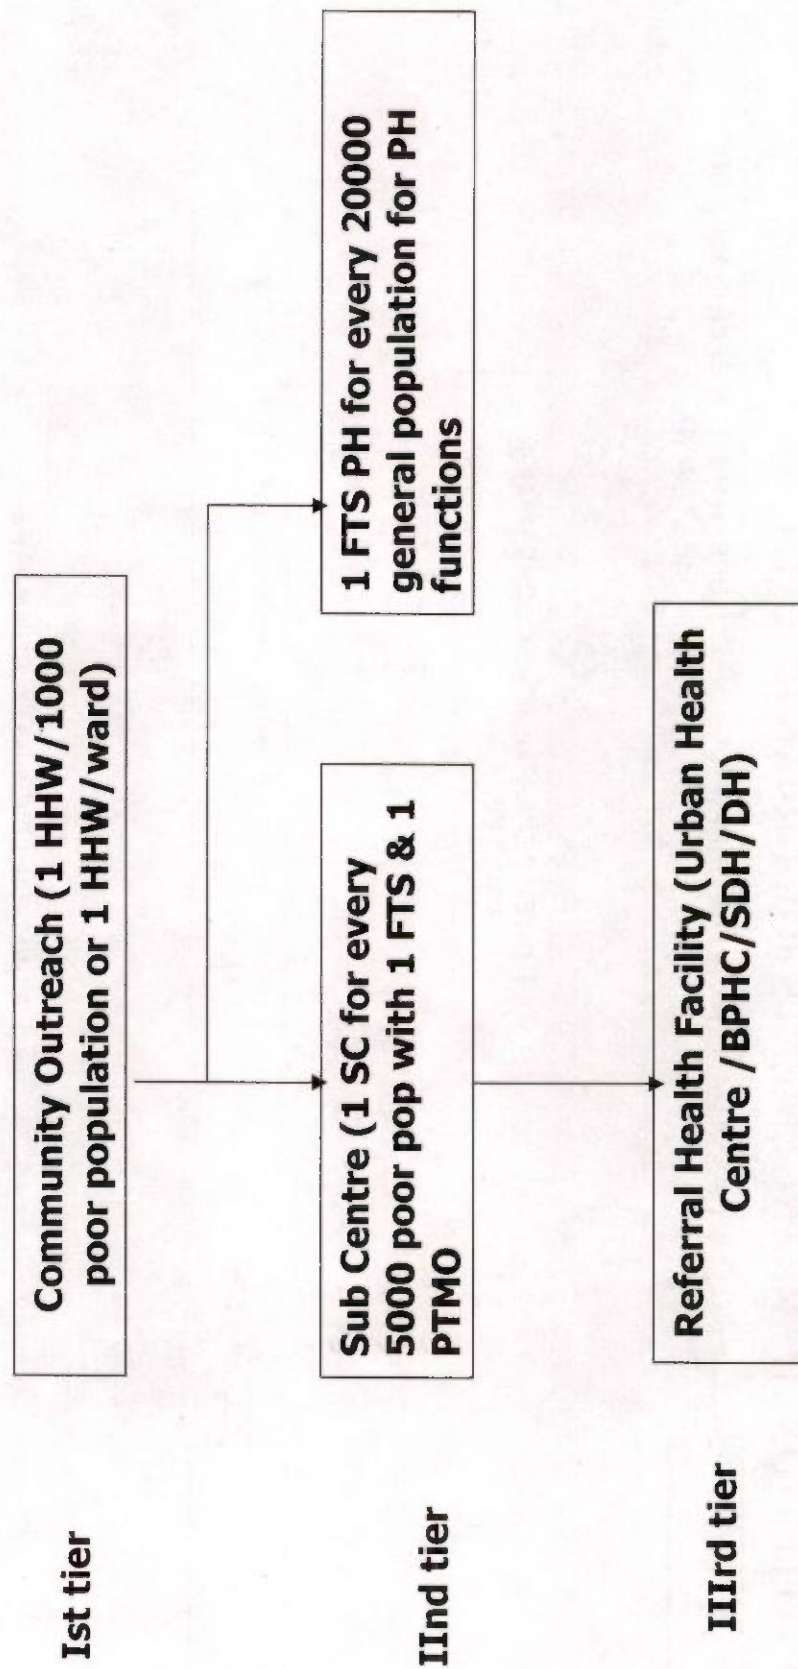 Ist tier
Community Outreach (1 HHW/1000
poor population or 1 HHW/ward)
IInd tier
Sub Centre (1 SC for every
5000 poor pop with 1 FTS & 1
PTMO
1 FTS PH for every 20000
general population for PH
functions
IIIrd tier
Referral Health Facility (Urban Health
Centre /BPHC/SDH/DH)